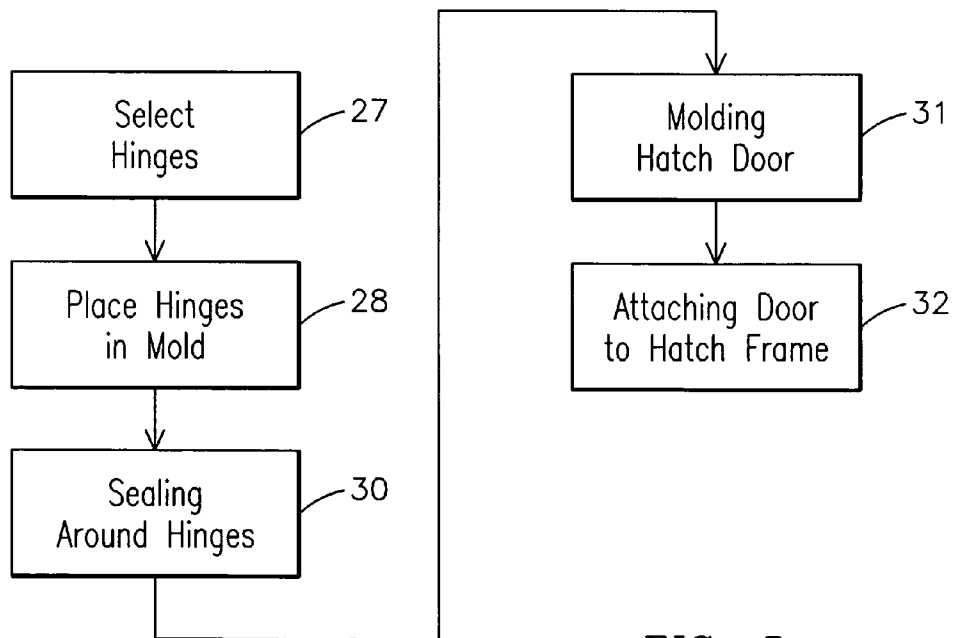 Select
Hinges
27
Place Hinges
in Mold
28
Sealing
Around Hinges
30
Molding
Hatch Door
31
Attaching Door
to Hatch Frame
32